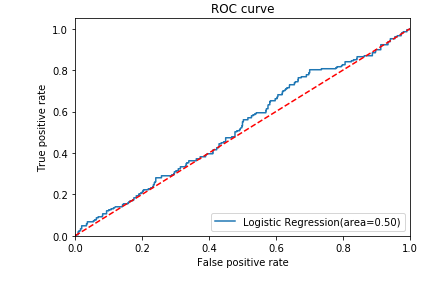 ROC curve
True positive rate
1.0
0.8
0.6
0.4
0.2
0.0
Logistic Regression(area=0.50)
0.0 0.2 0.4 0.6 0.8 1.0
False positive rate